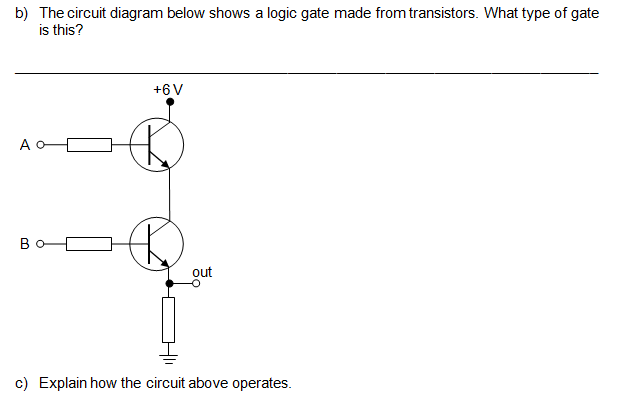 b) The circuit diagram below shows a logic gate made from transistors. What type of gate
is this?
+6 V
A
B
out
c) Explain how the circuit above operates.